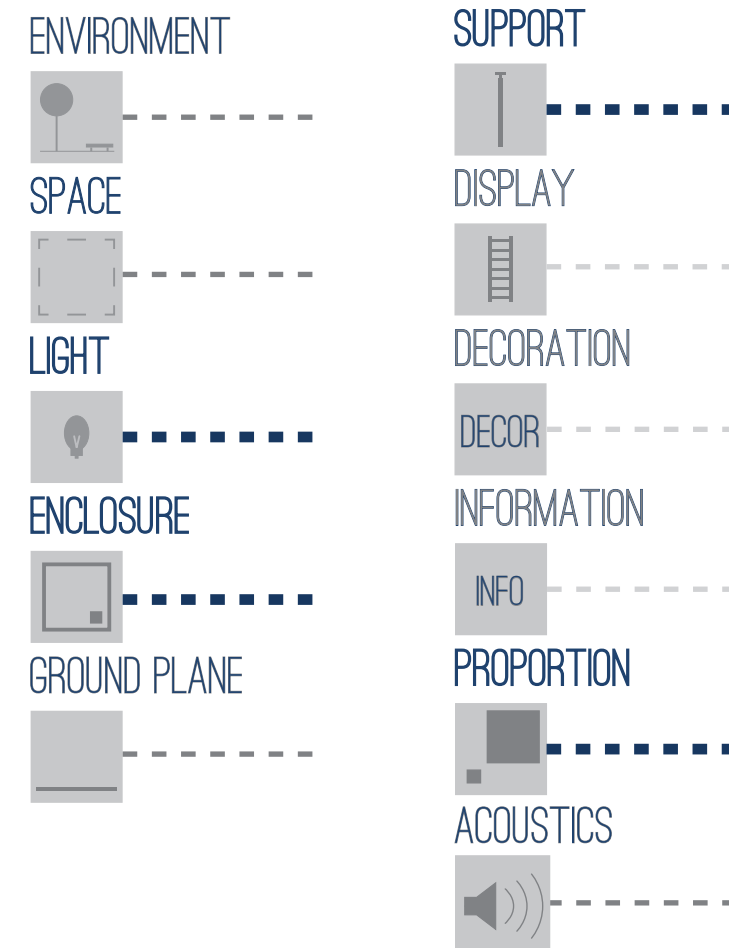 ENVIRONMENT
SPACE
LIGHT
ENCLOSURE
GROUND PLANE
SUPPORT
DISPLAY
DECORATION
DECOR
INFORMATION
INFO
PROPORTION
ACOUSTICS